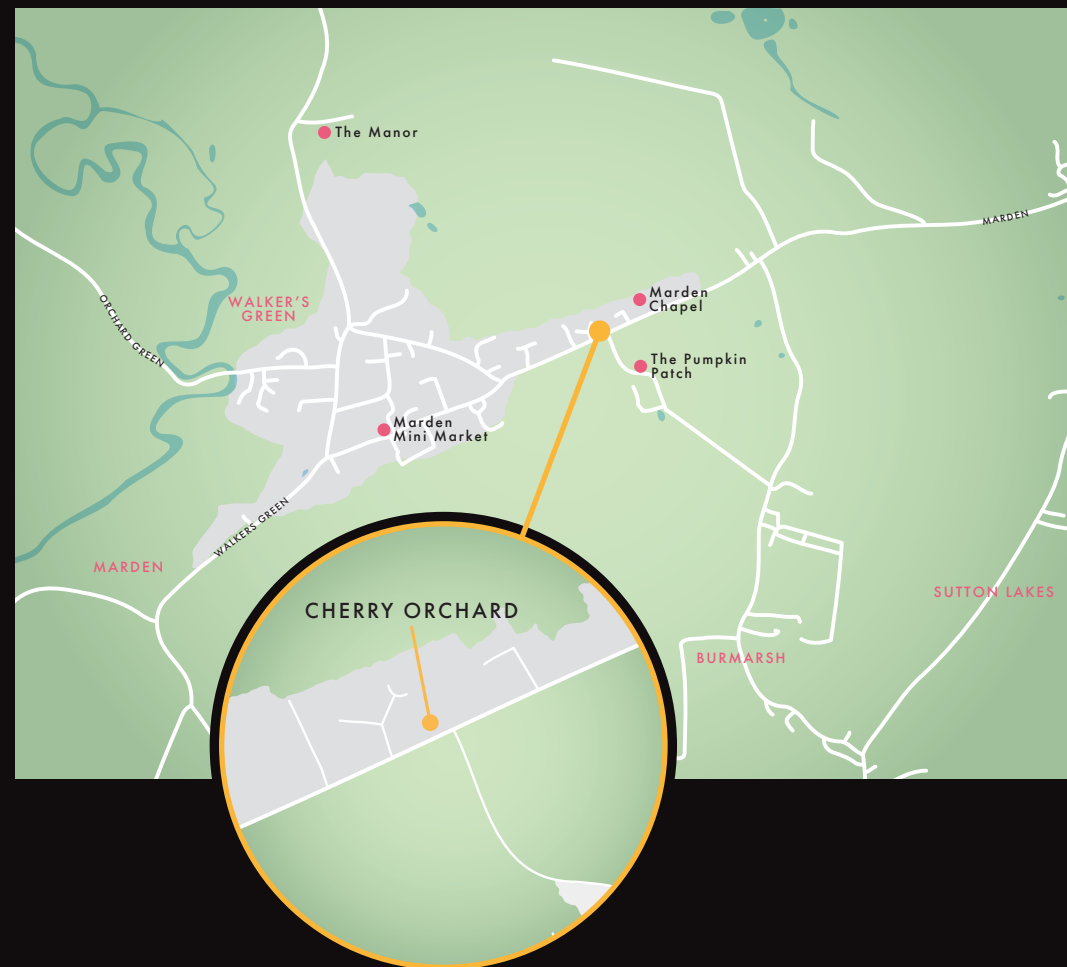 The Manor
MARDEN
WALKER'S
GREEN
Marden
Chapel
ORCHARD GREEN
The Pumpkin
Patch
Marden
Mini Market
WALKERS GREEN
MARDEN
SUTTON LAKES
CHERRY ORCHARD
BURMARSH